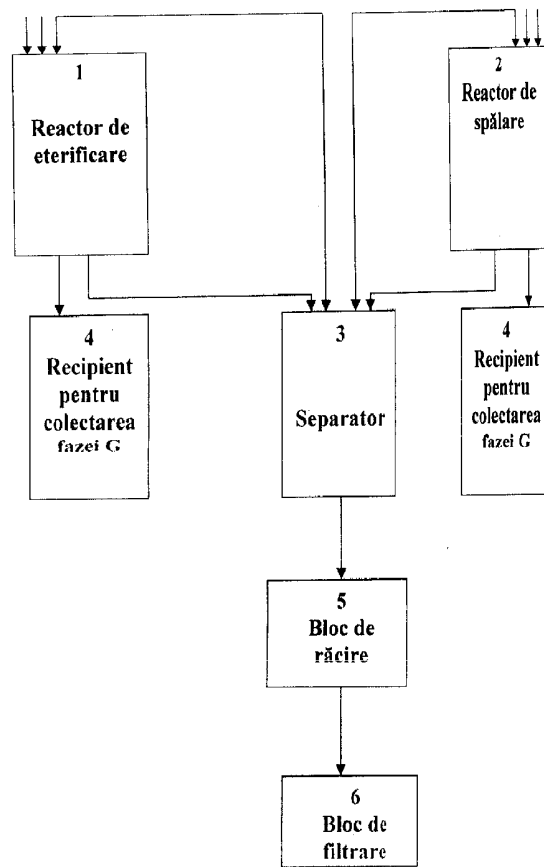 1
Reactor de
eterificare
2
Reactor de
spălare
4
Recipient
pentru
colectarea
fazei G
3
Separator
4
Recipient
pentru
colectarea
fazei G
5
Bloc de
răcire
6
Bloc de
filtrare